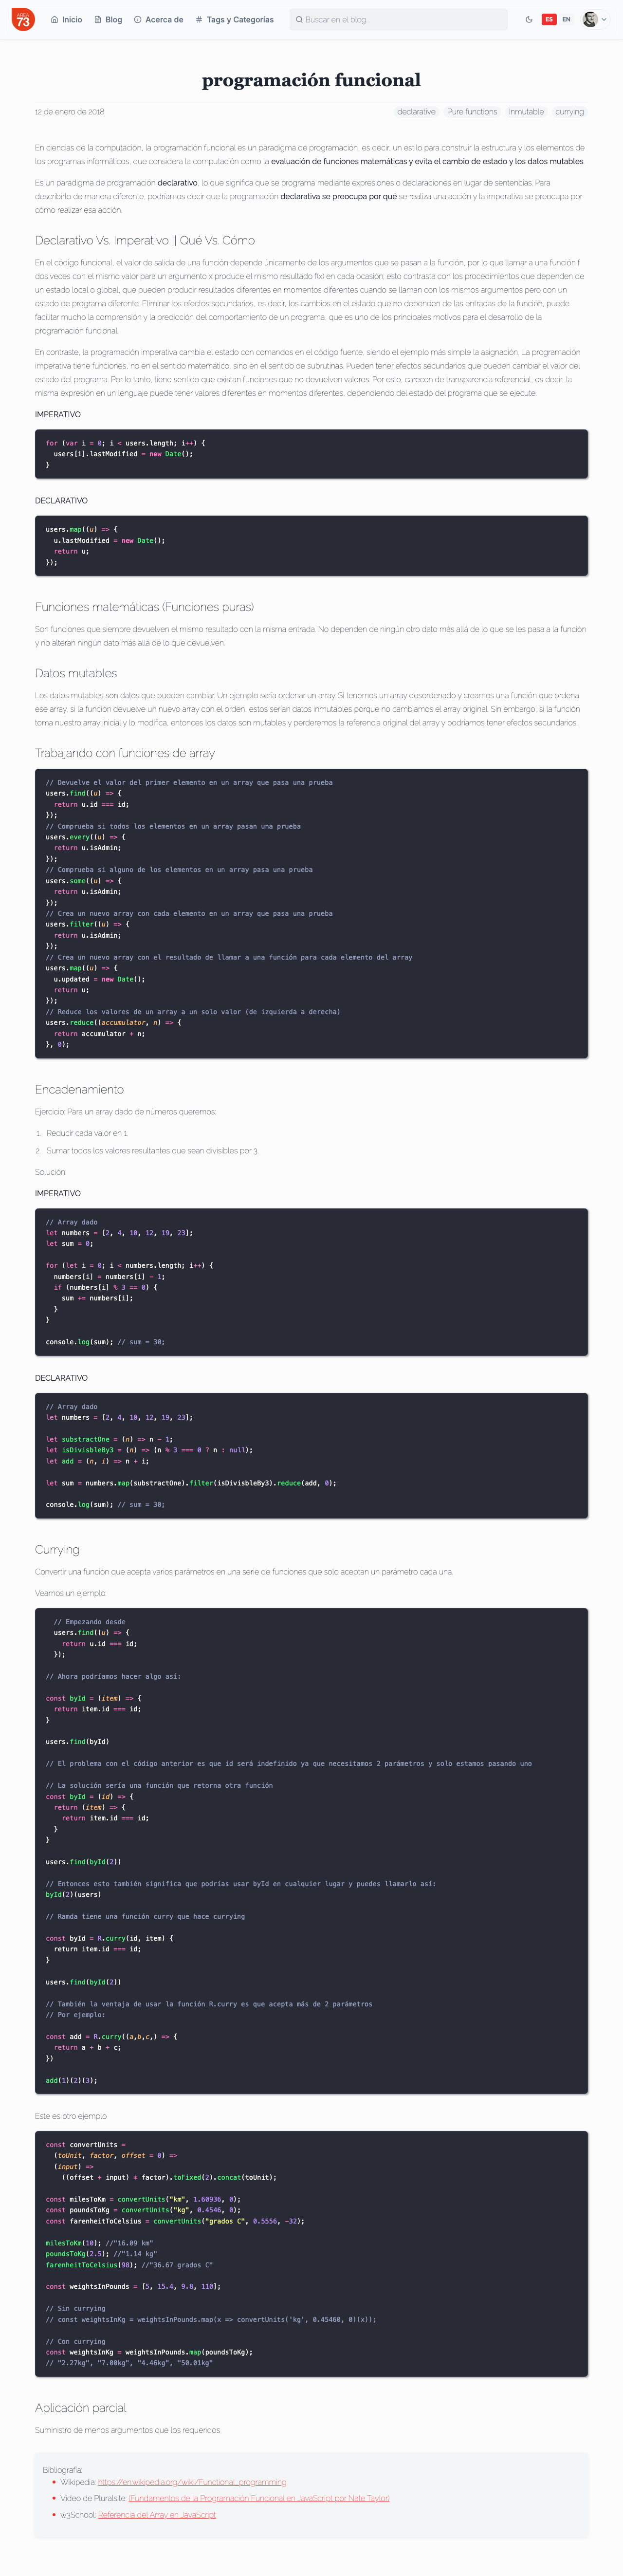 ÁREA
73
Inicio
Blog
Acerca de
Tags y Categorías
Buscar en el blog...
ES
EN
programación funcional
12 de enero de 2018
declarative
Pure functions
Inmutable
currying
En ciencias de la computación, la programación funcional es un paradigma de programación, es decir, un estilo para construir la estructura y los elementos de
los programas informáticos, que considera la computación como la evaluación de funciones matemáticas y evita el cambio de estado y los datos mutables.
Es un paradigma de programación declarativo, lo que significa que se programa mediante expresiones o declaraciones en lugar de sentencias. Para
describirlo de manera diferente, podríamos decir que la programación declarativa se preocupa por qué se realiza una acción y la imperativa se preocupa por
cómo realizar esa acción.
Declarativo Vs. Imperativo || Qué Vs. Cómo
En el código funcional, el valor de salida de una función depende únicamente de los argumentos que se pasan a la función, por lo que llamar a una función f
dos veces con el mismo valor para un argumento x produce el mismo resultado f(x) en cada ocasión; esto contrasta con los procedimientos que dependen de
un estado local o global, que pueden producir resultados diferentes en momentos diferentes cuando se llaman con los mismos argumentos pero con un
estado de programa diferente. Eliminar los efectos secundarios, es decir, los cambios en el estado que no dependen de las entradas de la función, puede
facilitar mucho la comprensión y la predicción del comportamiento de un programa, que es uno de los principales motivos para el desarrollo de la
programación funcional.
En contraste, la programación imperativa cambia el estado con comandos en el código fuente, siendo el ejemplo más simple la asignación. La programación
imperativa tiene funciones, no en el sentido matemático, sino en el sentido de subrutinas. Pueden tener efectos secundarios que pueden cambiar el valor del
estado del programa. Por lo tanto, tiene sentido que existan funciones que no devuelven valores. Por esto, carecen de transparencia referencial, es decir, la
misma expresión en un lenguaje puede tener valores diferentes en momentos diferentes, dependiendo del estado del programa que se ejecute.
IMPERATIVO
for (var i = 0; i < users.length; i++) {
  users[i].lastModified = new Date();
}
DECLARATIVO
users.map((u) => {
  u.lastModified = new Date();
  return u;
});
Funciones matemáticas (Funciones puras)
Son funciones que siempre devuelven el mismo resultado con la misma entrada. No dependen de ningún otro dato más allá de lo que se les pasa a la función
y no alteran ningún dato más allá de lo que devuelven.
Datos mutables
Los datos mutables son datos que pueden cambiar. Un ejemplo sería ordenar un array. Si tenemos un array desordenado y creamos una función que ordena
ese array, si la función devuelve un nuevo array con el orden, estos serían datos inmutables porque no cambiamos el array original. Sin embargo, si la función
toma nuestro array inicial y lo modifica, entonces los datos son mutables y perderemos la referencia original del array y podríamos tener efectos secundarios.
Trabajando con funciones de array
// Devuelve el valor del primer elemento en un array que pasa una prueba
users.find((u) => {
  return u.id === id;
});
// Comprueba si todos los elementos en un array pasan una prueba
users.every((u) => {
  return u.isAdmin;
});
// Comprueba si alguno de los elementos en un array pasa una prueba
users.some((u) => {
  return u.isAdmin;
});
// Crea un nuevo array con cada elemento en un array que pasa una prueba
users.filter((u) => {
  return u.isAdmin;
});
// Crea un nuevo array con el resultado de llamar a una función para cada elemento del array
users.map((u) => {
  u.updated = new Date();
  return u;
});
// Reduce los valores de un array a un solo valor (de izquierda a derecha)
users.reduce((accumulator, n) => {
  return accumulator + n;
}, 0);
Encadenamiento
Ejercicio: Para un array dado de números queremos:
1. Reducir cada valor en 1.
2. Sumar todos los valores resultantes que sean divisibles por 3.
Solución:
IMPERATIVO
// Array dado
let numbers = [2, 4, 10, 12, 19, 23];
let sum = 0;
for (let i = 0; i < numbers.length; i++) {
  numbers[i] = numbers[i] - 1;
  if (numbers[i] % 3 == 0) {
    sum += numbers[i];
  }
}
console.log(sum); // sum = 30;
DECLARATIVO
// Array dado
let numbers = [2, 4, 10, 12, 19, 23];
let substractOne = (n) => n - 1;
let isDivisbleBy3 = (n) => (n % 3 === 0 ? n : null);
let add = (n, i) => n + i;
let sum = numbers.map(substractOne).filter(isDivisbleBy3).reduce(add, 0);
console.log(sum); // sum = 30;
Currying
Convertir una función que acepta varios parámetros en una serie de funciones que solo aceptan un parámetro cada una.
Veamos un ejemplo:
  // Empezando desde
  users.find((u) => {
    return u.id === id;
  });
// Ahora podríamos hacer algo así:
const byId = (item) => {
  return item.id === id;
}
users.find(byId)
// El problema con el código anterior es que id será indefinido ya que necesitamos 2 parámetros y solo estamos pasando uno
// La solución sería una función que retorna otra función
const byId = (id) => {
  return (item) => {
    return item.id === id;
  }
}
users.find(byId(2))
// Entonces esto también significa que podrías usar byId en cualquier lugar y puedes llamarlo así:
byId(2)(users)
// Ramda tiene una función curry que hace currying
const byId = R.curry(id, item) {
  return item.id === id;
}
users.find(byId(2))
// También la ventaja de usar la función R.curry es que acepta más de 2 parámetros
// Por ejemplo:
const add = R.curry((a,b,c,) => {
  return a + b + c;
})
add(1)(2)(3);
Este es otro ejemplo
const convertUnits =
  (toUnit, factor, offset = 0) =>
  (input) =>
    ((offset + input) * factor).toFixed(2).concat(toUnit);
const milesToKm = convertUnits("km", 1.60936, 0);
const poundsToKg = convertUnits("kg", 0.4546, 0);
const farenheitToCelsius = convertUnits("grados C", 0.5556, -32);
milesToKm(10); //"16.09 km"
poundsToKg(2.5); //"1.14 kg"
farenheitToCelsius(98); //"36.67 grados C"
const weightsInPounds = [5, 15.4, 9.8, 110];
// Sin currying
// const weightsInKg = weightsInPounds.map(x => convertUnits('kg', 0.45460, 0)(x));
// Con currying
const weightsInKg = weightsInPounds.map(poundsToKg);
// "2.27kg", "7.00kg", "4.46kg", "50.01kg"
Aplicación parcial
Suministro de menos argumentos que los requeridos
Bibliografía:
Wikipedia: https://en.wikipedia.org/wiki/Functional_programming
Video de Pluralsite: (Fundamentos de la Programación Funcional en JavaScript por Nate Taylor)
w3School: Referencia del Array en JavaScript